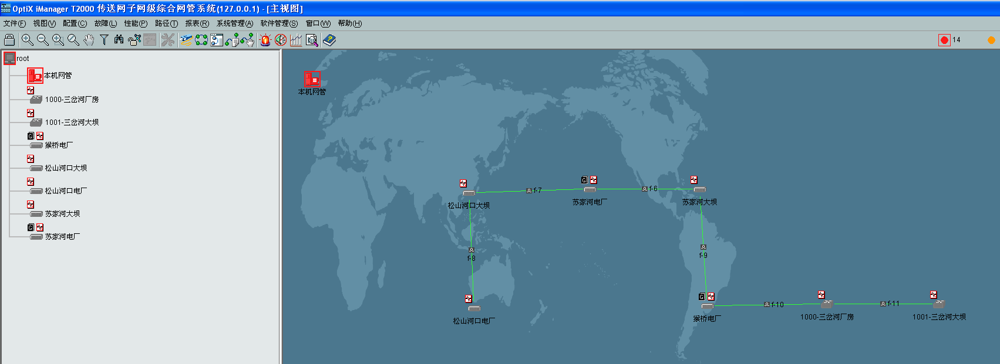 OptiX iManager T2000 传送网子网级综合网管系统(127.0.0.1) - [主视图]
文件(F) 视图(V) 配置(C) 故障(L) 性能(P) 路径(T) 报表(R) 系统管理(A) 软件管理(S) 窗口(W) 帮助(H)
14
root
本机网管
1000-三岔河厂房
1001-三岔河大坝
G
猴桥电厂
松山河口大坝
松山河口电厂
苏家河大坝
G
苏家河电厂
本机网管
G
f-7
f-6
松山河口大坝
苏家河电厂
苏家河大坝
f-8
f-9
G
f-10
f-11
松山河口电厂
猴桥电厂
1000-三岔河厂房
1001-三岔河大坝